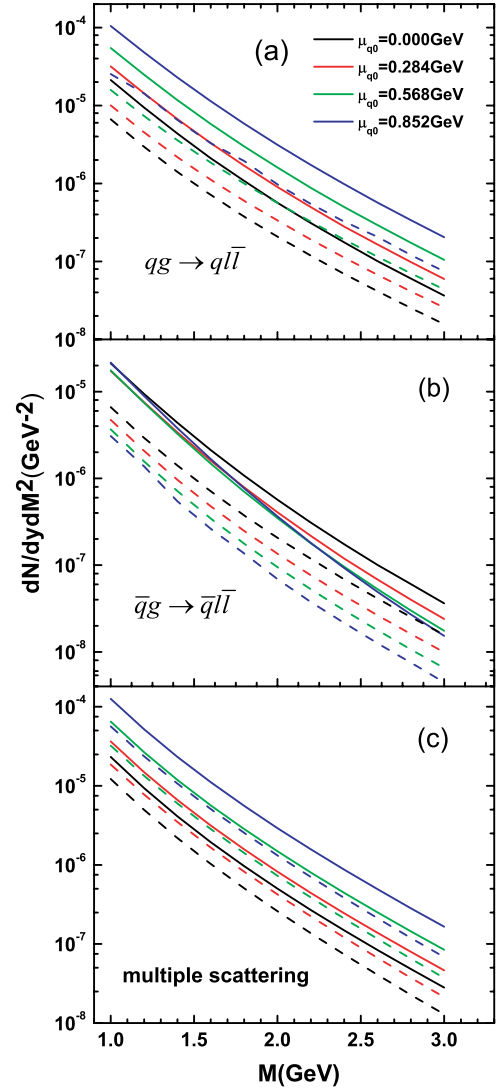 10⁻⁴
(a)
μq0=0.000GeV
μq0=0.284GeV
μq0=0.568GeV
μq0=0.852GeV
10⁻⁵
10⁻⁶
10⁻⁷
qg → ql l̅
10⁻⁸
(b)
10⁻⁵
10⁻⁶
10⁻⁷
q̅g → q̅l l̅
10⁻⁸
dN/dydM²(GeV⁻²)
(c)
10⁻⁴
10⁻⁵
10⁻⁶
10⁻⁷
multiple scattering
10⁻⁸
1.0 1.5 2.0 2.5 3.0
M(GeV)